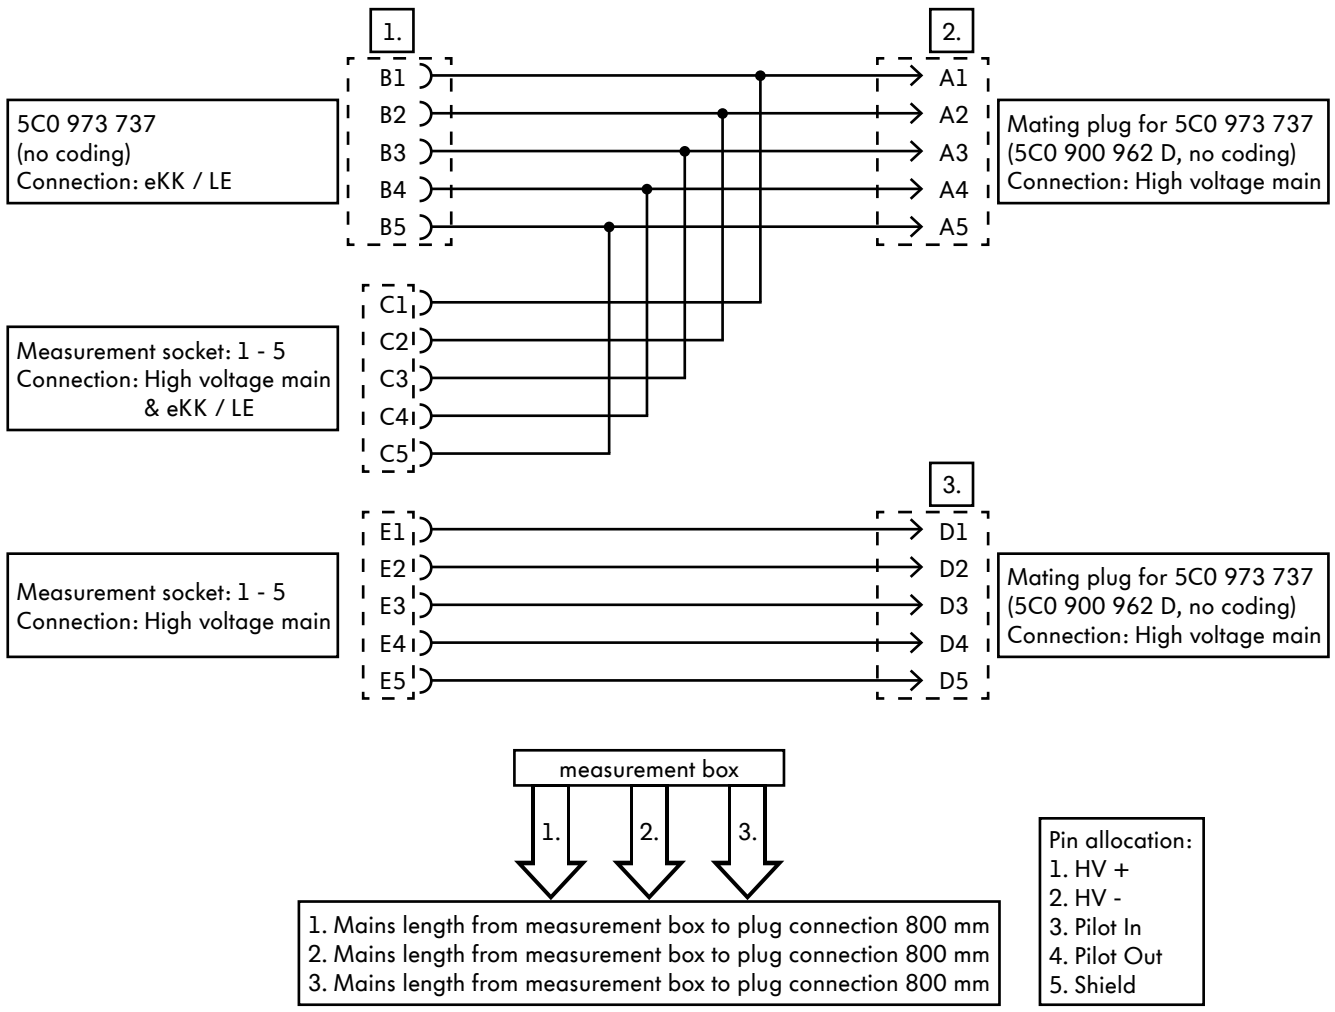 1.
2.
B1
B2
B3
B4
B5
A1
A2
A3
A4
A5
5C0 973 737
(no coding)
Connection: eKK / LE
Mating plug for 5C0 973 737
(5C0 900 962 D, no coding)
Connection: High voltage main
C1
C2
C3
C4
C5
Measurement socket: 1 - 5
Connection: High voltage main
& eKK / LE
3.
E1
E2
E3
E4
E5
D1
D2
D3
D4
D5
Measurement socket: 1 - 5
Connection: High voltage main
Mating plug for 5C0 973 737
(5C0 900 962 D, no coding)
Connection: High voltage main
measurement box
1.
2.
3.
1. Mains length from measurement box to plug connection 800 mm
2. Mains length from measurement box to plug connection 800 mm
3. Mains length from measurement box to plug connection 800 mm
Pin allocation:
1. HV +
2. HV -
3. Pilot In
4. Pilot Out
5. Shield